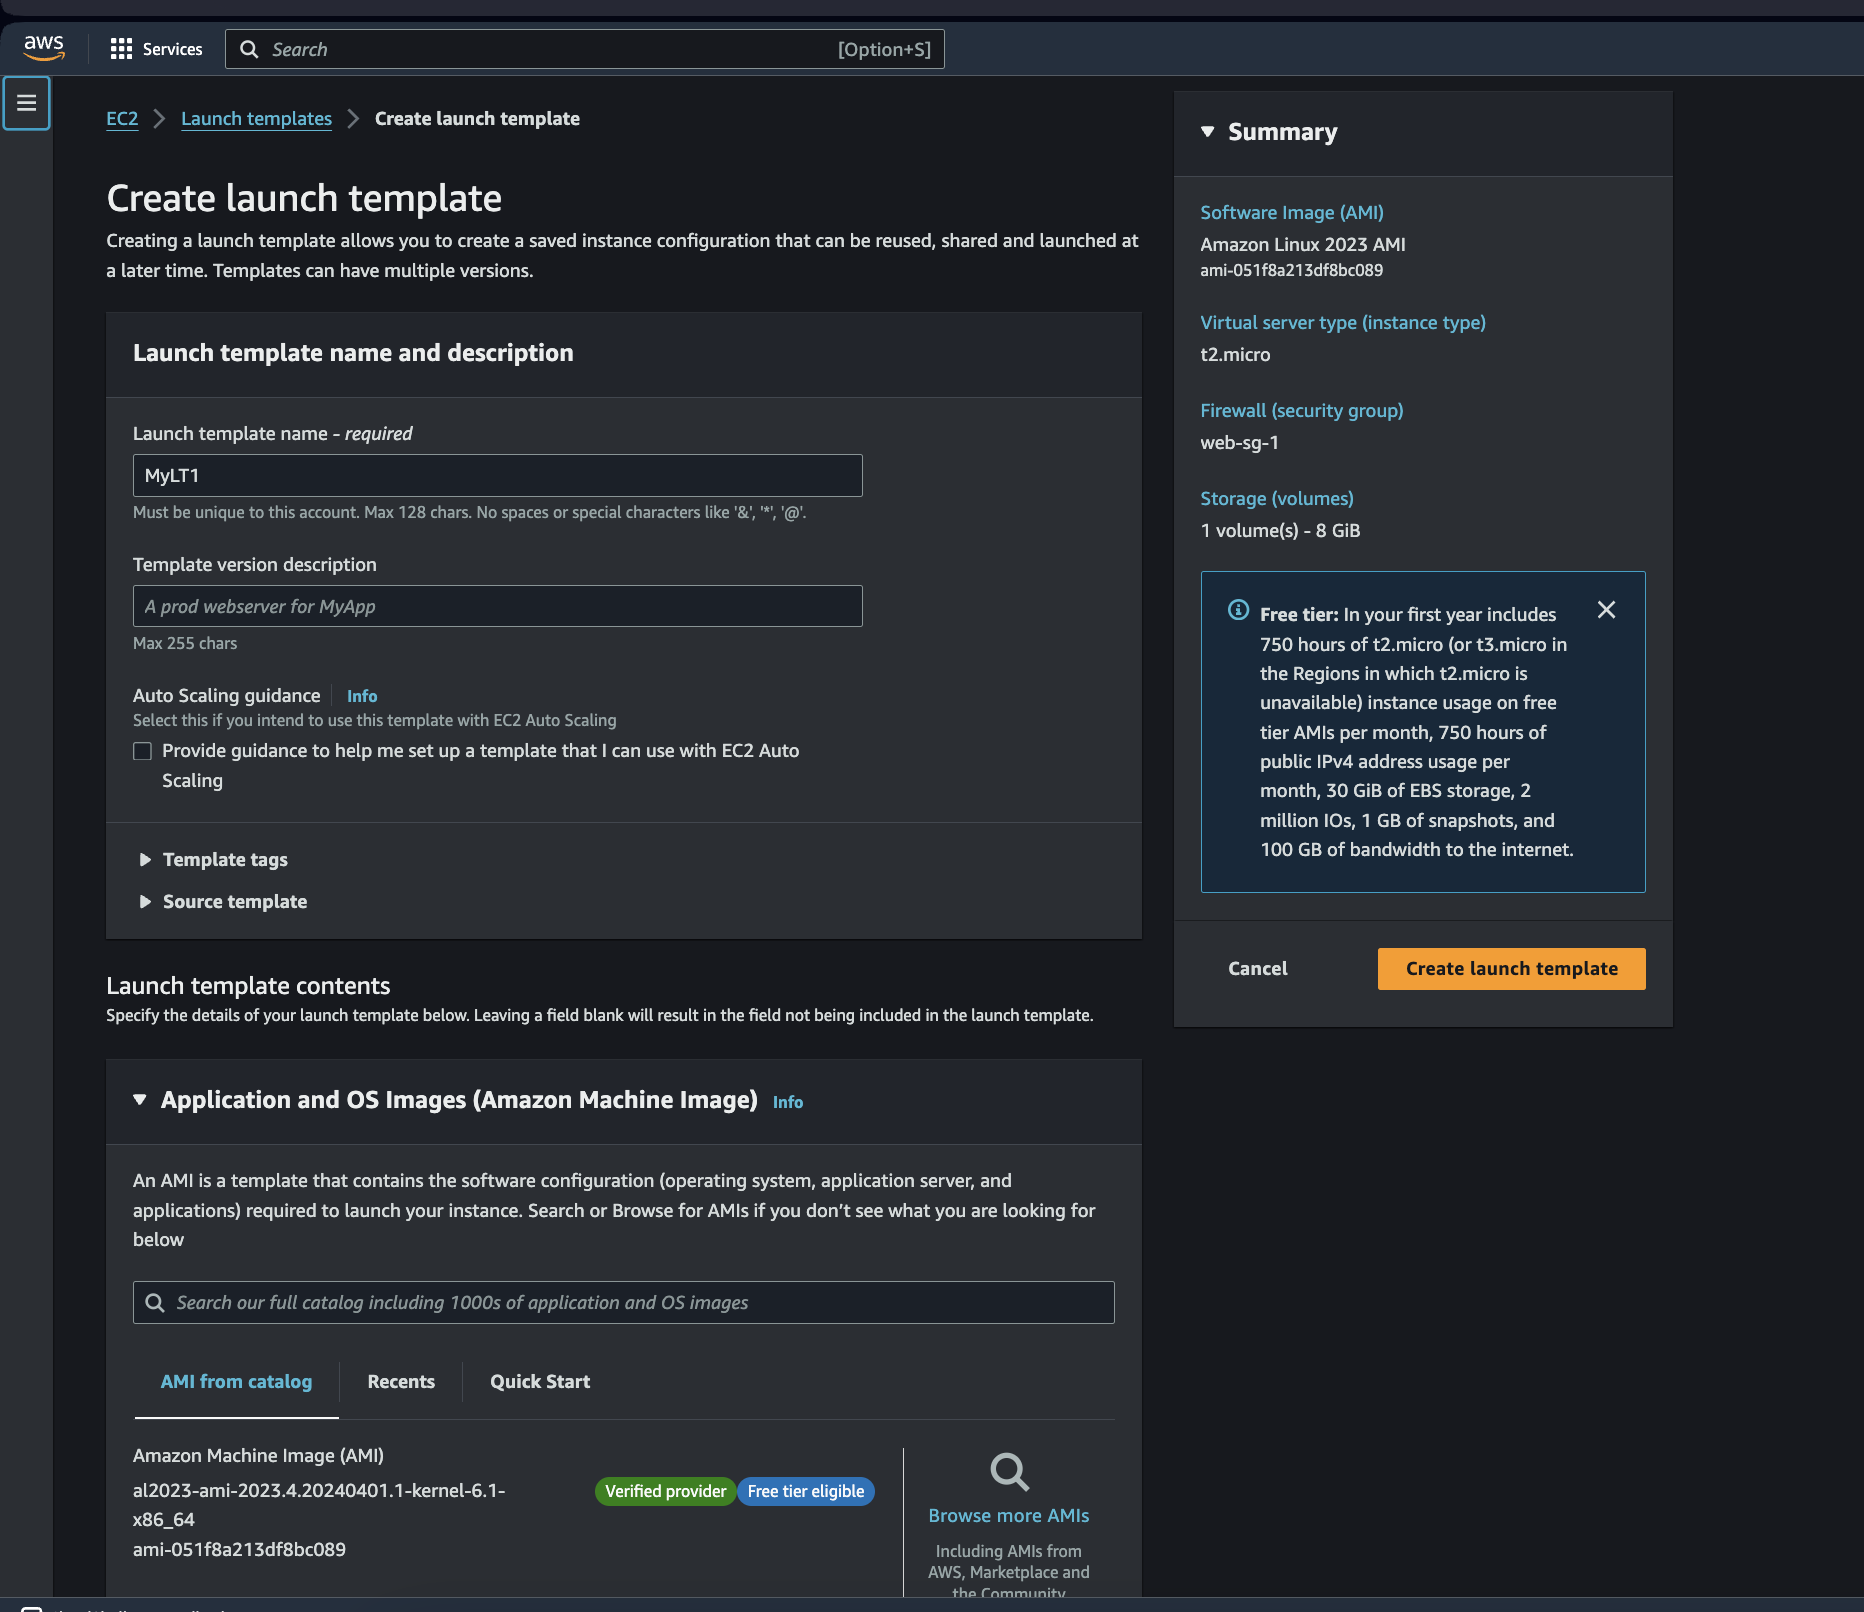 aws
Services
Search
[Option+S]
EC2
Launch templates
Create launch template
Create launch template
Creating a launch template allows you to create a saved instance configuration that can be reused, shared and launched at
a later time. Templates can have multiple versions.
Launch template name and description
Launch template name - required
MyLT1
Must be unique to this account. Max 128 chars. No spaces or special characters like '&', '*', '@'.
Template version description
A prod webserver for MyApp
Max 255 chars
Auto Scaling guidance
Info
Select this if you intend to use this template with EC2 Auto Scaling
Provide guidance to help me set up a template that I can use with EC2 Auto
Scaling
Template tags
Source template
Launch template contents
Specify the details of your launch template below. Leaving a field blank will result in the field not being included in the launch template.
Application and OS Images (Amazon Machine Image)
Info
An AMI is a template that contains the software configuration (operating system, application server, and
applications) required to launch your instance. Search or Browse for AMIs if you don’t see what you are looking for
below
Search our full catalog including 1000s of application and OS images
AMI from catalog
Recents
Quick Start
Amazon Machine Image (AMI)
al2023-ami-2023.4.20240401.1-kernel-6.1-
x86_64
ami-051f8a213df8bc089
Verified provider
Free tier eligible
Browse more AMIs
Including AMIs from
AWS, Marketplace and
the Community
Summary
Software Image (AMI)
Amazon Linux 2023 AMI
ami-051f8a213df8bc089
Virtual server type (instance type)
t2.micro
Firewall (security group)
web-sg-1
Storage (volumes)
1 volume(s) - 8 GiB
Free tier: In your first year includes
750 hours of t2.micro (or t3.micro in
the Regions in which t2.micro is
unavailable) instance usage on free
tier AMIs per month, 750 hours of
public IPv4 address usage per
month, 30 GiB of EBS storage, 2
million IOs, 1 GB of snapshots, and
100 GB of bandwidth to the internet.
Cancel
Create launch template